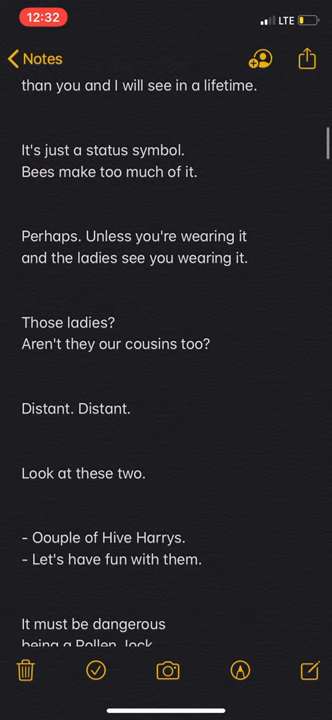 12:32
LTE
Notes
than you and I will see in a lifetime.
It's just a status symbol.
Bees make too much of it.
Perhaps. Unless you're wearing it
and the ladies see you wearing it.
Those ladies?
Aren't they our cousins too?
Distant. Distant.
Look at these two.
- Oouple of Hive Harrys.
- Let's have fun with them.
It must be dangerous
being a Pollen Jock